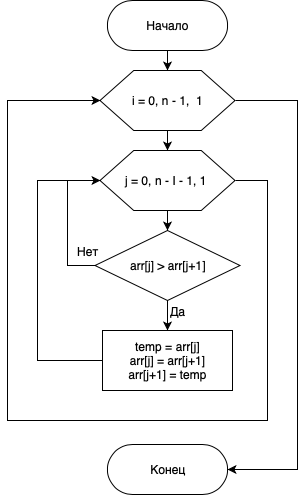 Начало
i = 0, n - 1, 1
j = 0, n - I - 1, 1
arr[j] > arr[j+1]
Нет
Да
temp = arr[j]
arr[j] = arr[j+1]
arr[j+1] = temp
Конец